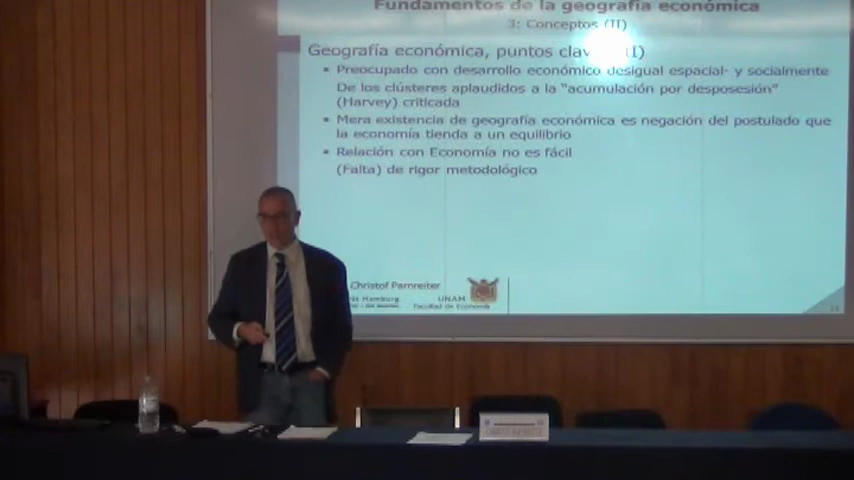 Fundamentos de la geografía económica
3: Conceptos (II)
Geografía económica, puntos
Preocupado con desarrollo económico desigual espacial- y socialmente
De los clústeres aplaudidos a la "acumulación por desposesión"
(Harvey) criticada
Mera existencia de geografía económica es negación del postulado que
la economía tienda a un equilibrio
Relación con Economía no es fácil
(Falta) de rigor metodológico
Christof Parnreiter
Hamburg
UNAM
Facultad de Economía